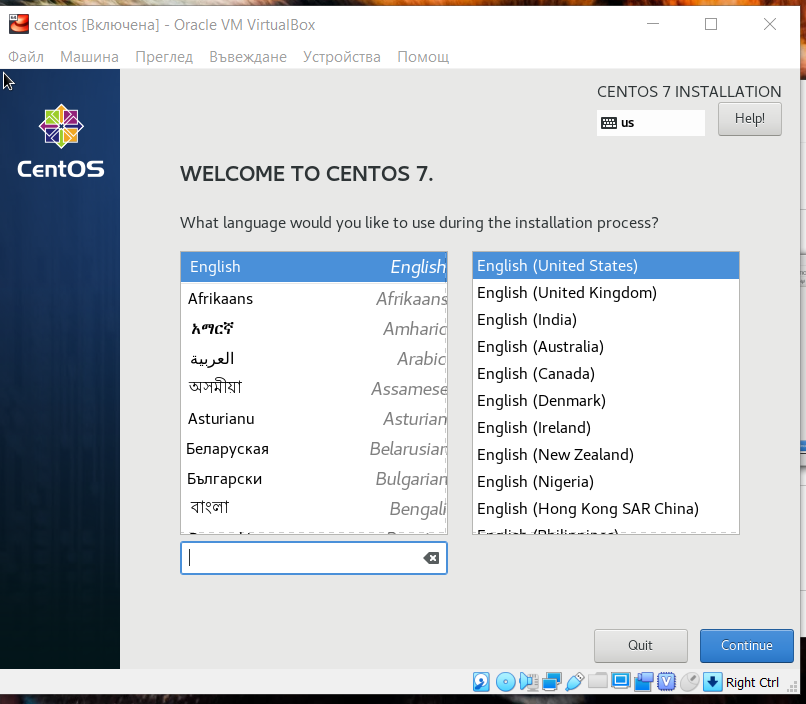 centos [Включена] - Oracle VM VirtualBox
Файл Машина Преглед Въвеждане Устройства Помощ
CentOS
CENTOS 7 INSTALLATION
us
Help!
WELCOME TO CENTOS 7.
What language would you like to use during the installation process?
English English
Afrikaans Afrikaans
አማርኛ Amharic
العربية Arabic
অসমীয়া Assamese
Asturianu Asturian
Беларуская Belarusian
Български Bulgarian
বাংলা Bengali
English (United States)
English (United Kingdom)
English (India)
English (Australia)
English (Canada)
English (Denmark)
English (Ireland)
English (New Zealand)
English (Nigeria)
English (Hong Kong SAR China)
English (Philippines)
Quit
Continue
Right Ctrl